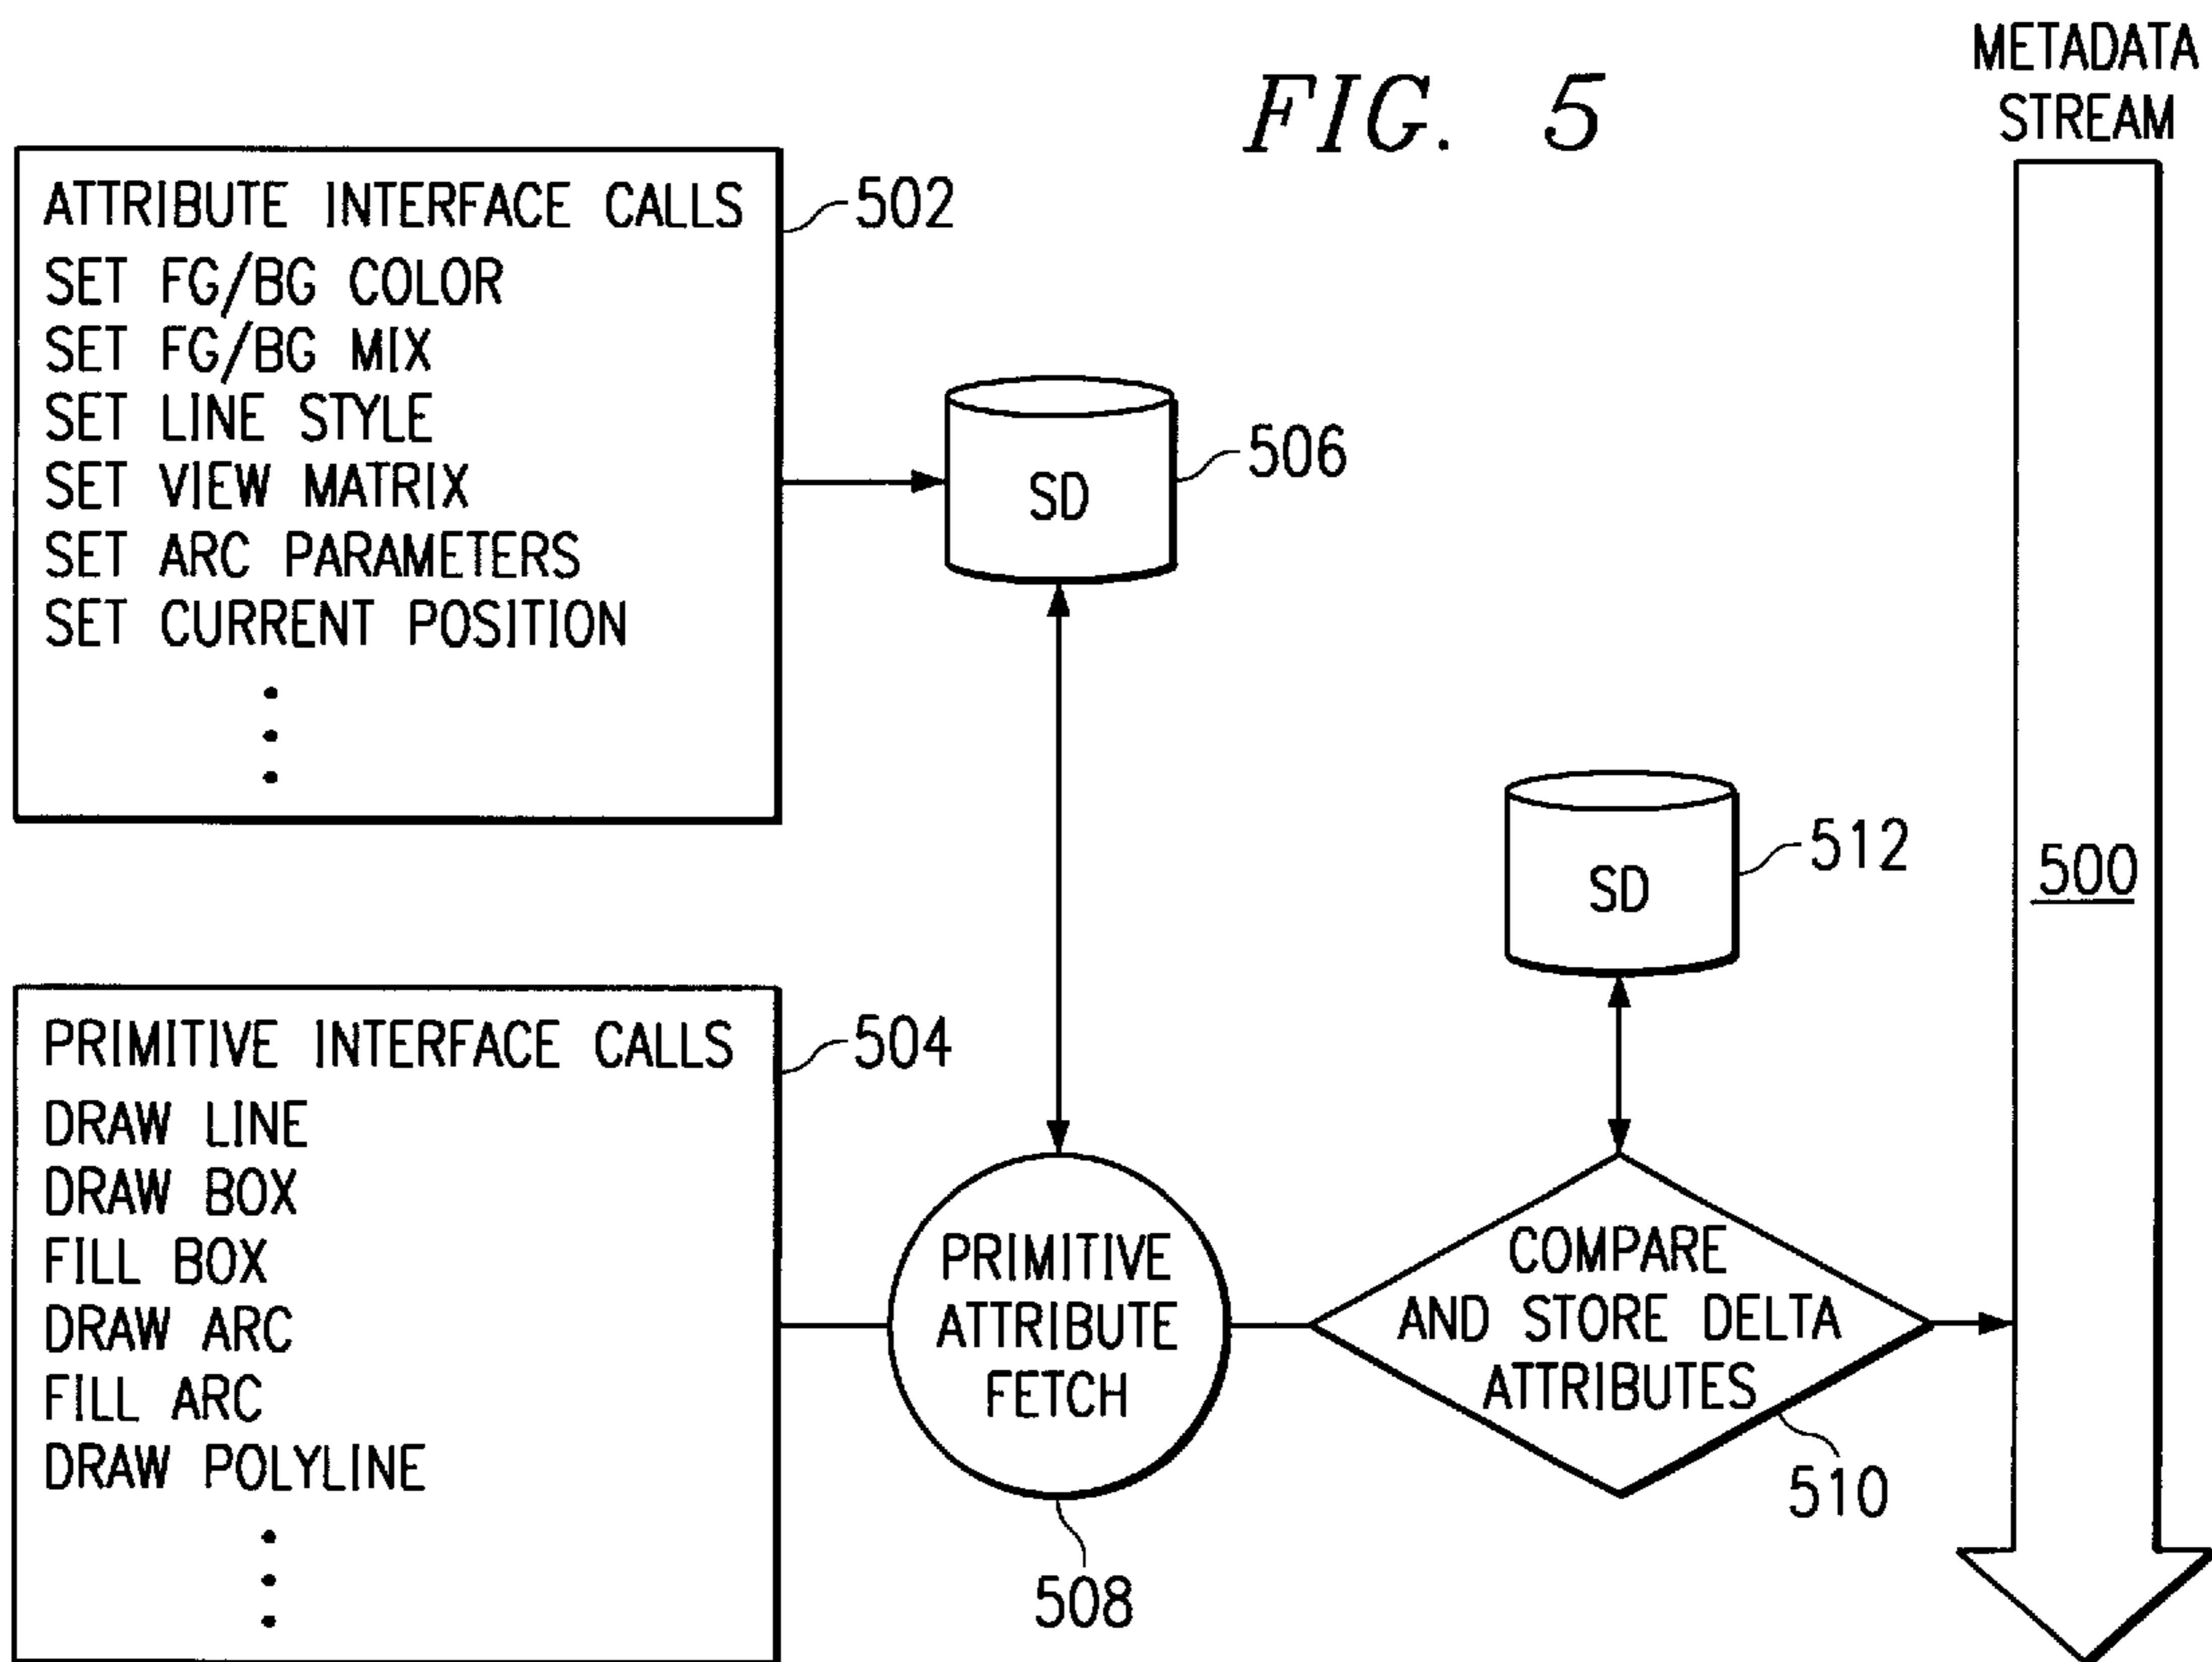 FIG. 5
METADATA
STREAM
ATTRIBUTE INTERFACE CALLS
SET FG/BG COLOR
SET FG/BG MIX
SET LINE STYLE
SET VIEW MATRIX
SET ARC PARAMETERS
SET CURRENT POSITION
502
SD
506
SD
512
500
PRIMITIVE INTERFACE CALLS
DRAW LINE
DRAW BOX
FILL BOX
DRAW ARC
FILL ARC
DRAW POLYLINE
504
PRIMITIVE
ATTRIBUTE
FETCH
508
COMPARE
AND STORE DELTA
ATTRIBUTES
510